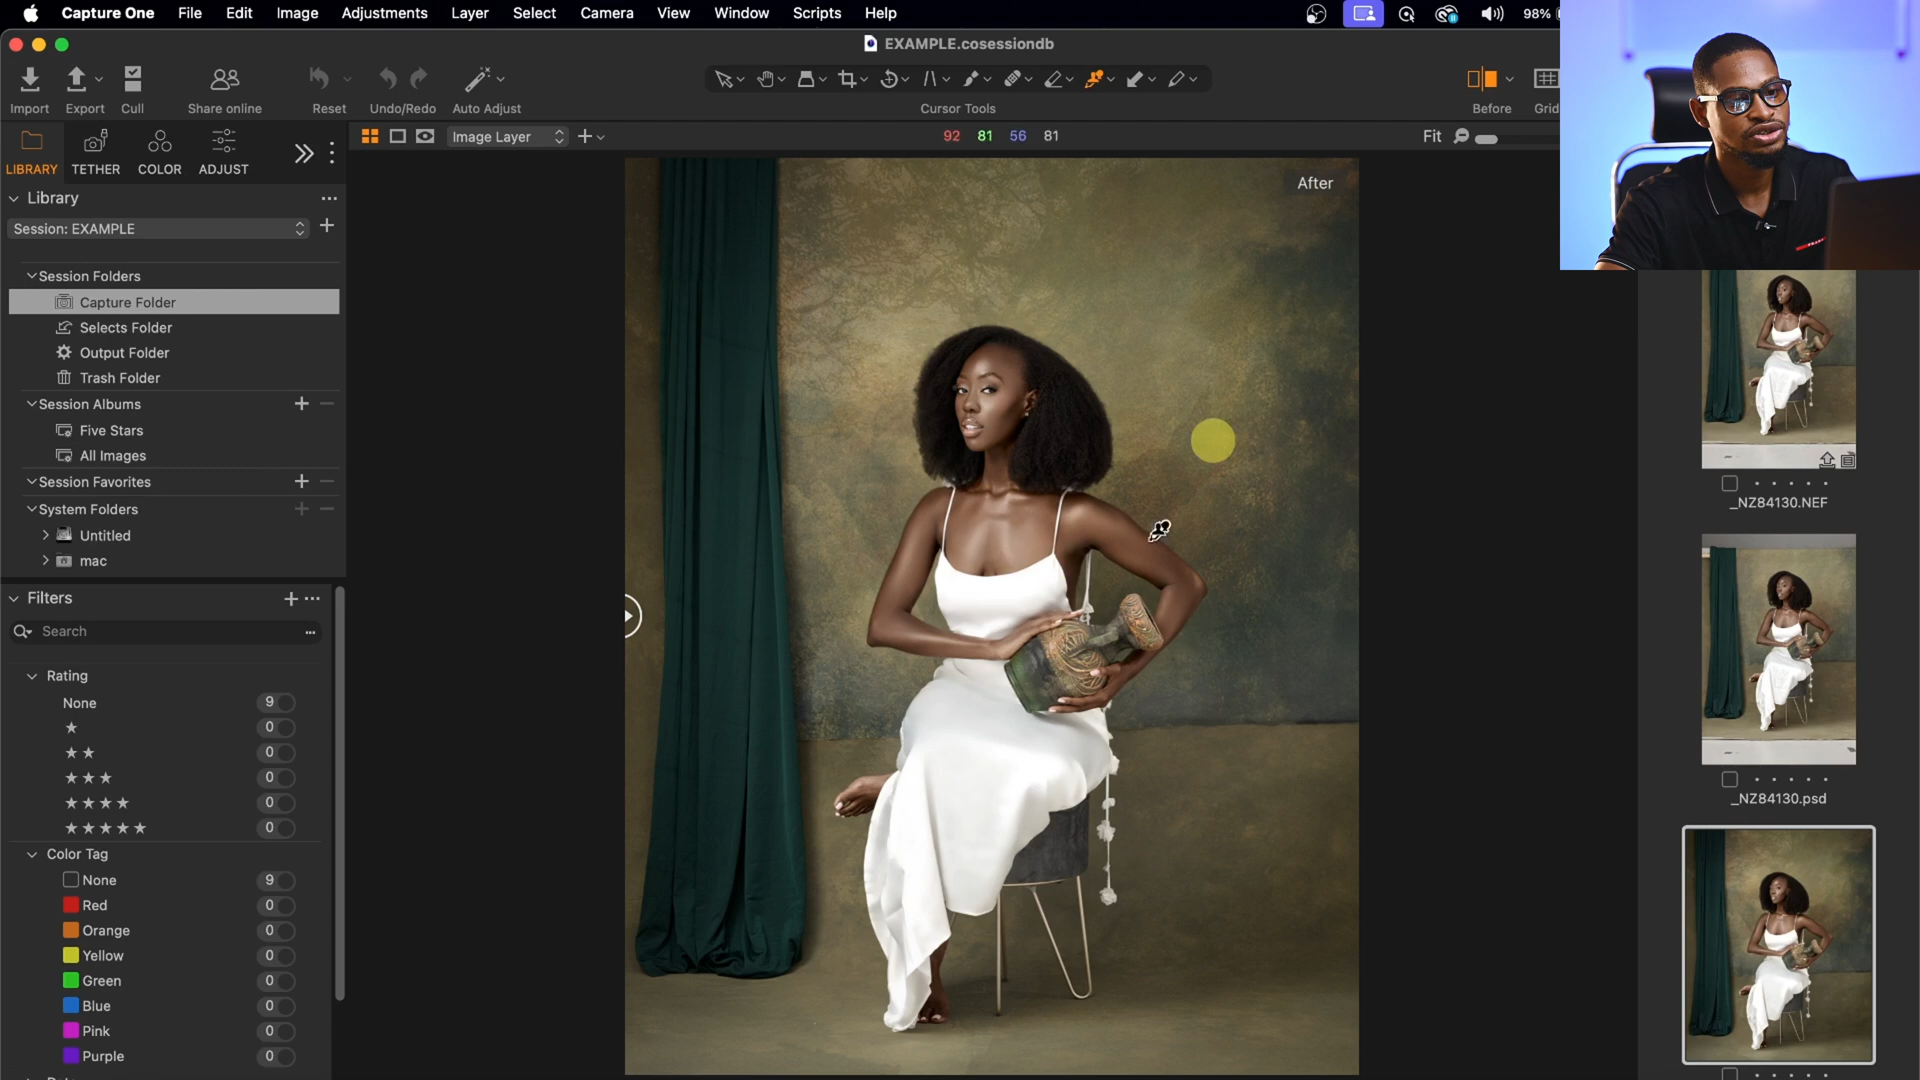 Capture One File Edit Image Adjustments Layer Select Camera View Window Scripts Help 98%
EXAMPLE.cosessiondb
Import Export Cull Share online Reset Undo/Redo Auto Adjust Cursor Tools Before Grid
LIBRARY TETHER COLOR ADJUST
Image Layer 92 81 56 81 Fit
After
Library
Session: EXAMPLE
Session Folders
Capture Folder
Selects Folder
Output Folder
Trash Folder
Session Albums
Five Stars
All Images
Session Favorites
System Folders
Untitled
mac
Filters
Search
Rating
None 9
0
0
0
0
0
Color Tag
None 9
Red 0
Orange 0
Yellow 0
Green 0
Blue 0
Pink 0
Purple 0
_NZ84130.NEF
_NZ84130.psd